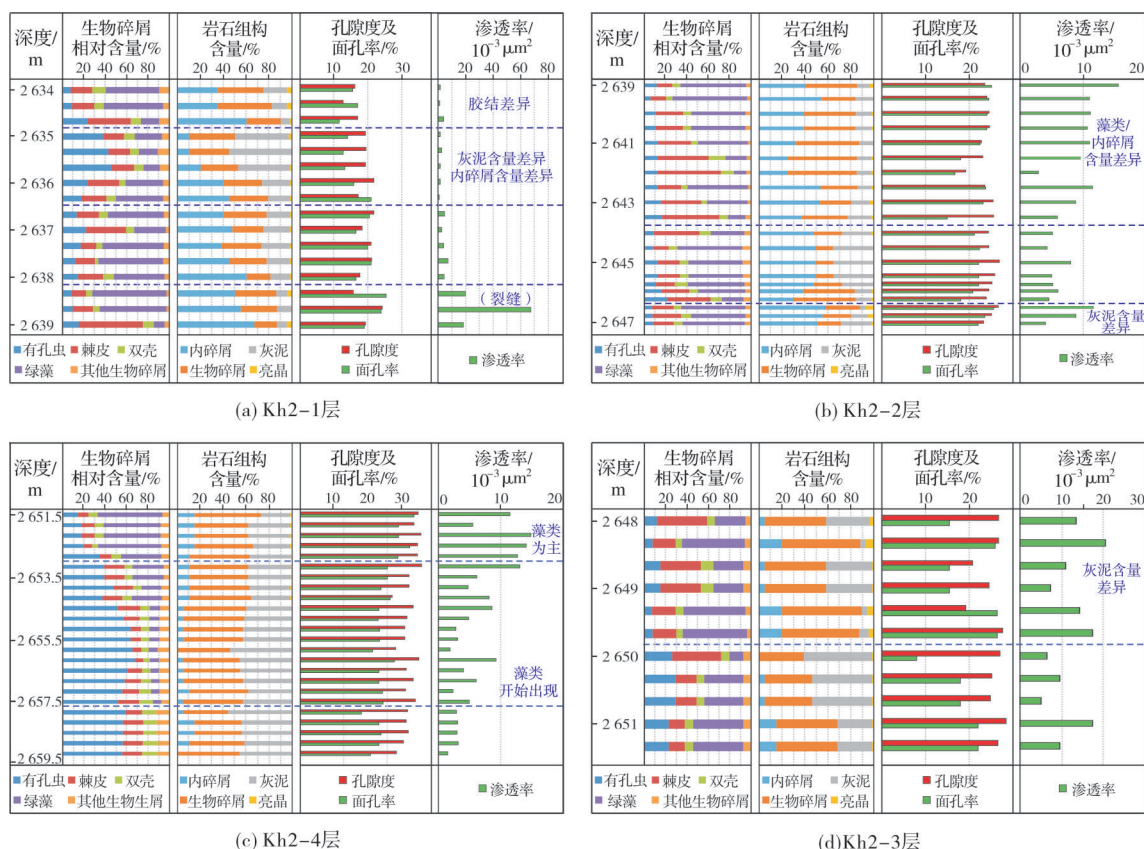 深度/
m
生物碎屑
相对含量/%
20 40 60 80
岩石组构
含量/%
20 40 60 80
孔隙度及
面孔率/%
10 20 30
渗透率/
10⁻³ μm²
0 20 40 60 80
2 634
2 635
2 636
2 637
2 638
2 639
胶结差异
灰泥含量差异
内碎屑含量差异
(裂缝)
有孔虫 棘皮 双壳
绿藻 其他生物碎屑
内碎屑 灰泥
生物碎屑 亮晶
孔隙度
面孔率
渗透率
(a) Kh2-1层
深度/
m
生物碎屑
相对含量/%
20 40 60 80
岩石组构
含量/%
20 40 60 80
孔隙度及
面孔率/%
10 20
渗透率/
10⁻³ μm²
0 10 20
2 639
2 641
2 643
2 645
2 647
藻类/
内碎屑
含量差异
灰泥含量
差异
有孔虫 棘皮 双壳
绿藻 其他生物碎屑
内碎屑 灰泥
生物碎屑 亮晶
孔隙度
面孔率
渗透率
(b) Kh2-2层
深度/
m
生物碎屑
相对含量/%
20 40 60 80
岩石组构
含量/%
20 40 60 80
孔隙度及
面孔率/%
10 20 30
渗透率/
10⁻³ μm²
0 10 20
2 651.5
2 653.5
2 655.5
2 657.5
2 659.5
藻类
为主
藻类
开始出现
有孔虫 棘皮 双壳
绿藻 其他生物生屑
内碎屑 灰泥
生物碎屑 亮晶
孔隙度
面孔率
渗透率
(c) Kh2-4层
深度/
m
生物碎屑
相对含量/%
20 40 60 80
岩石组构
含量/%
20 40 60 80
孔隙度及
面孔率/%
10 20
渗透率/
10⁻³ μm²
0 10 20 30
2 648
2 649
2 650
2 651
灰泥含量
差异
有孔虫 棘皮 双壳
绿藻 其他生物碎屑
内碎屑 灰泥
生物碎屑 亮晶
孔隙度
面孔率
渗透率
(d)Kh2-3层